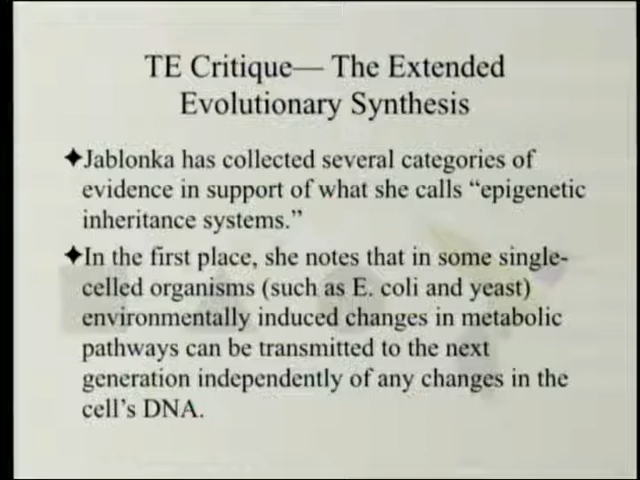 TE Critique— The Extended
Evolutionary Synthesis
✦Jablonka has collected several categories of
evidence in support of what she calls “epigenetic
inheritance systems.”
✦In the first place, she notes that in some single-
celled organisms (such as E. coli and yeast)
environmentally induced changes in metabolic
pathways can be transmitted to the next
generation independently of any changes in the
cell’s DNA.